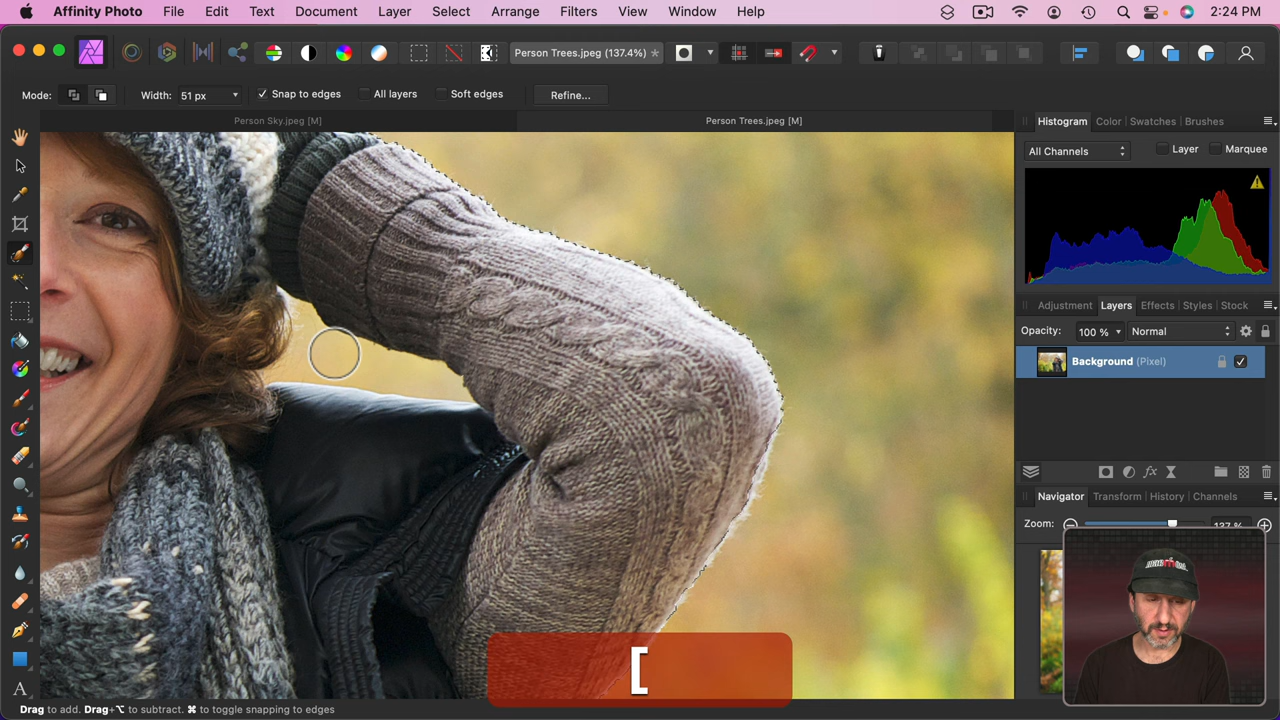 Affinity Photo File Edit Text Document Layer Select Arrange Filters View Window Help 2:24 PM
Person Trees.jpeg (137.4%)
Mode: Width: 51 px Snap to edges All layers Soft edges Refine...
Person Sky.jpeg [M] Person Trees.jpeg [M]
Histogram Color Swatches Brushes
All Channels Layer Marquee
Adjustment Layers Effects Styles Stock
Opacity: 100 % Normal
Background (Pixel)
fx
Navigator Transform History Channels
Zoom: 137 %
[
A
Drag to add. Drag+⌥ to subtract. ⌘ to toggle snapping to edges